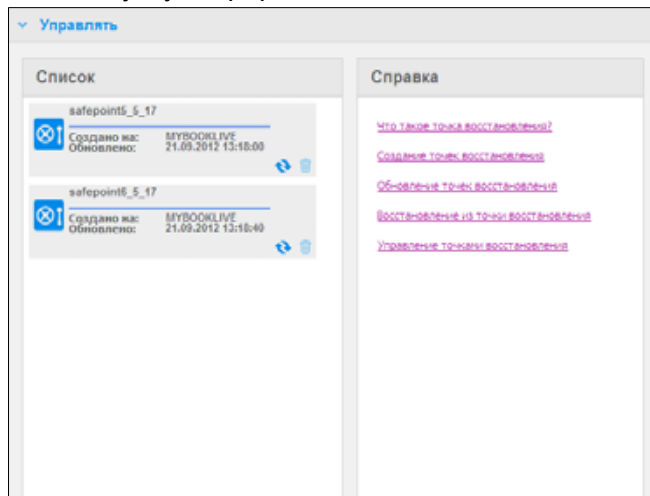 Управлять
Список
safepoint5_5_17
Создано на: MYBOOKLIVE
Обновлено: 21.09.2012 13:18:00
safepoint6_5_17
Создано на: MYBOOKLIVE
Обновлено: 21.09.2012 13:18:40
Справка
Что такое точка восстановления?
Создание точек восстановления
Обновление точек восстановления
Восстановление из точки восстановления
Управление точками восстановления